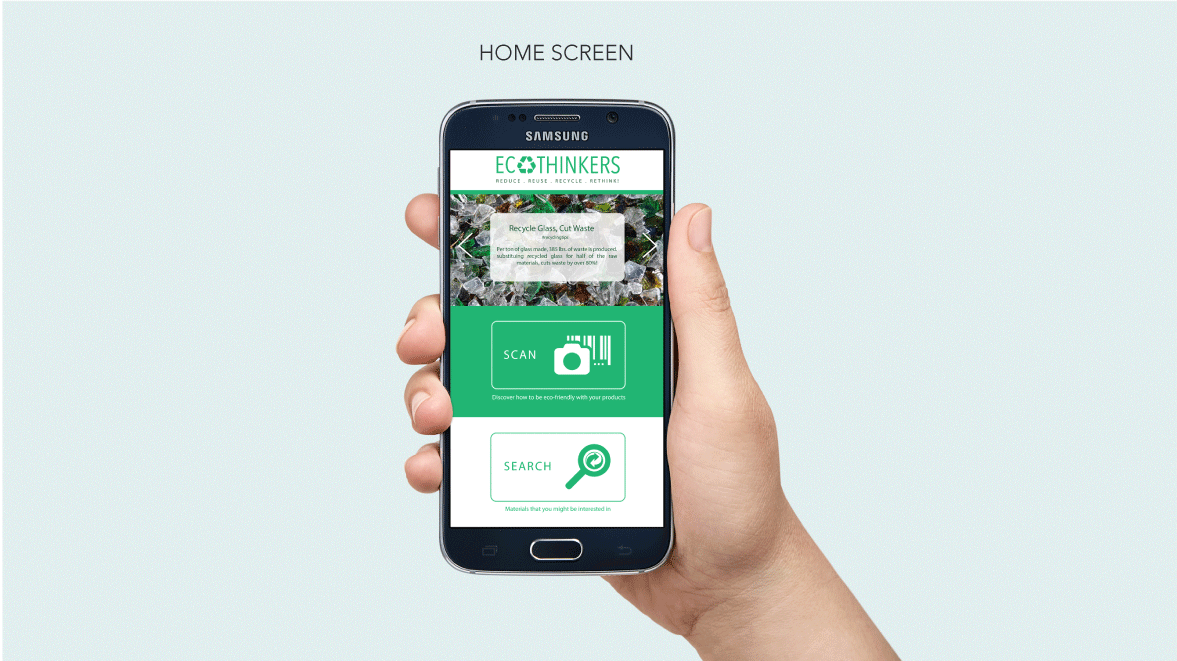 HOME SCREEN
SAMSUNG
ECOTHINKERS
REDUCE . REUSE . RECYCLE . RETHINK!
Recycle Glass, Cut Waste
#recyclingtips
Per ton of glass made, 385 lbs. of waste is produced,
substituing recycled glass for half of the raw
materials, cuts waste by over 80%!
SCAN
Discover how to be eco-friendly with your products
SEARCH
Materials that you might be interested in